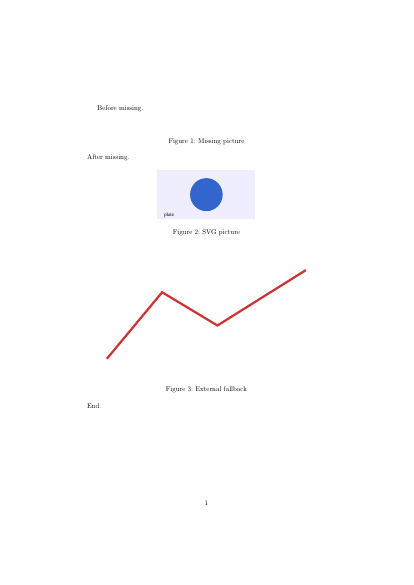 Before missing.
Figure 1: Missing picture
After missing.
plate
Figure 2: SVG picture
Figure 3: External fallback
End.
1